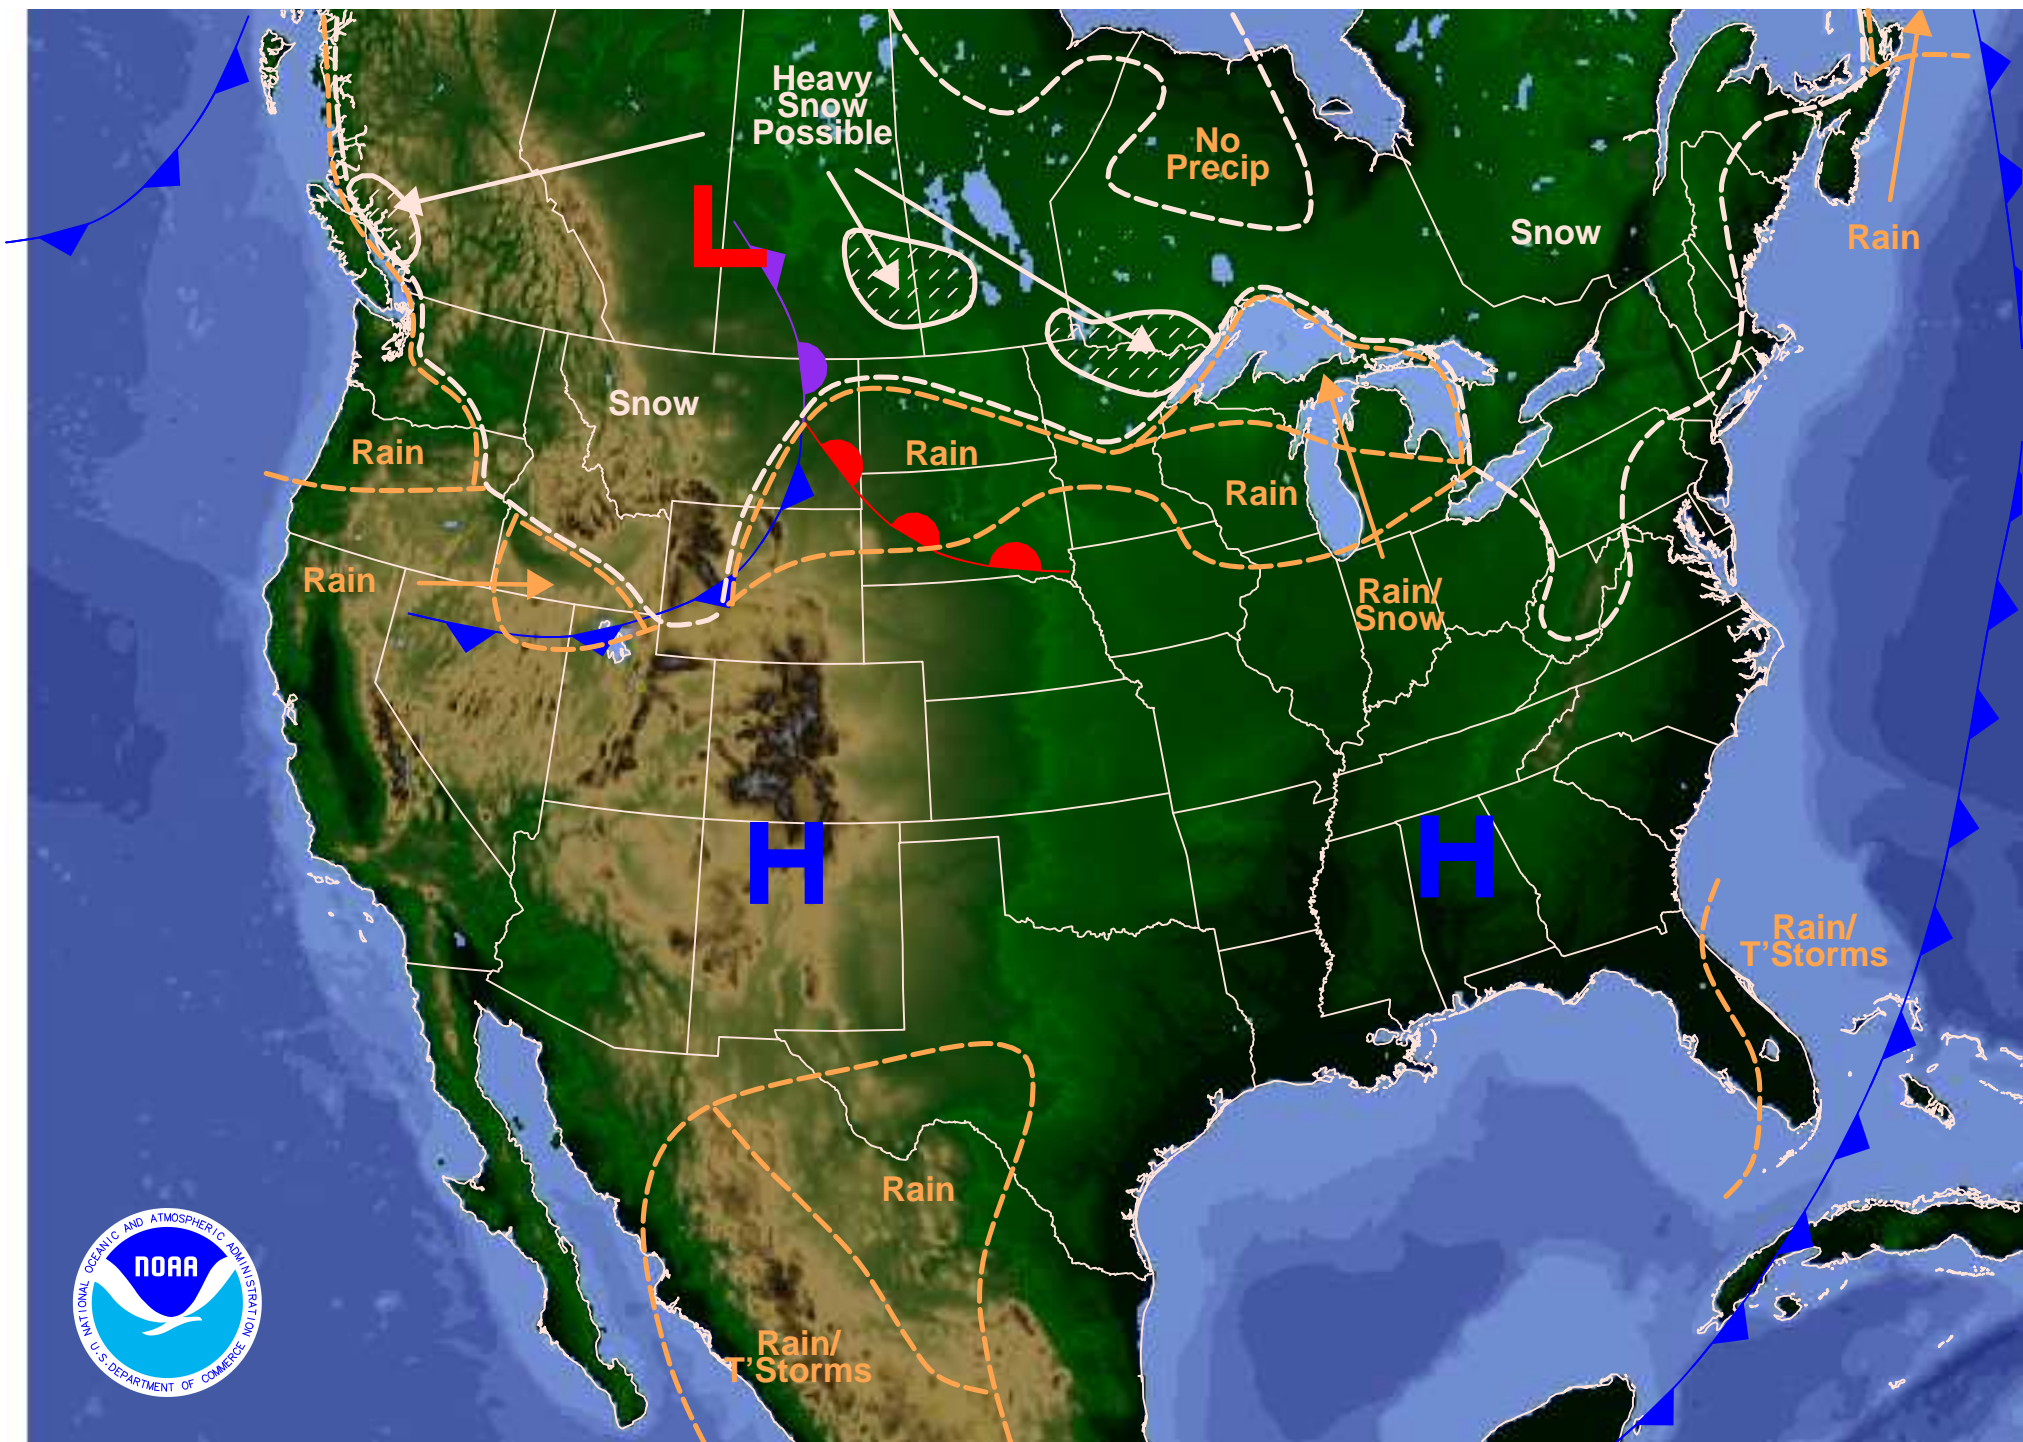 Heavy
Snow
Possible
No
Precip
L
Snow
Rain
Snow
Rain
Rain
Rain
Rain
Rain/
Snow
H
H
Rain/
T'Storms
Rain
Rain/
T'Storms
NATIONAL OCEANIC AND ATMOSPHERIC ADMINISTRATION
NOAA
U.S. DEPARTMENT OF COMMERCE